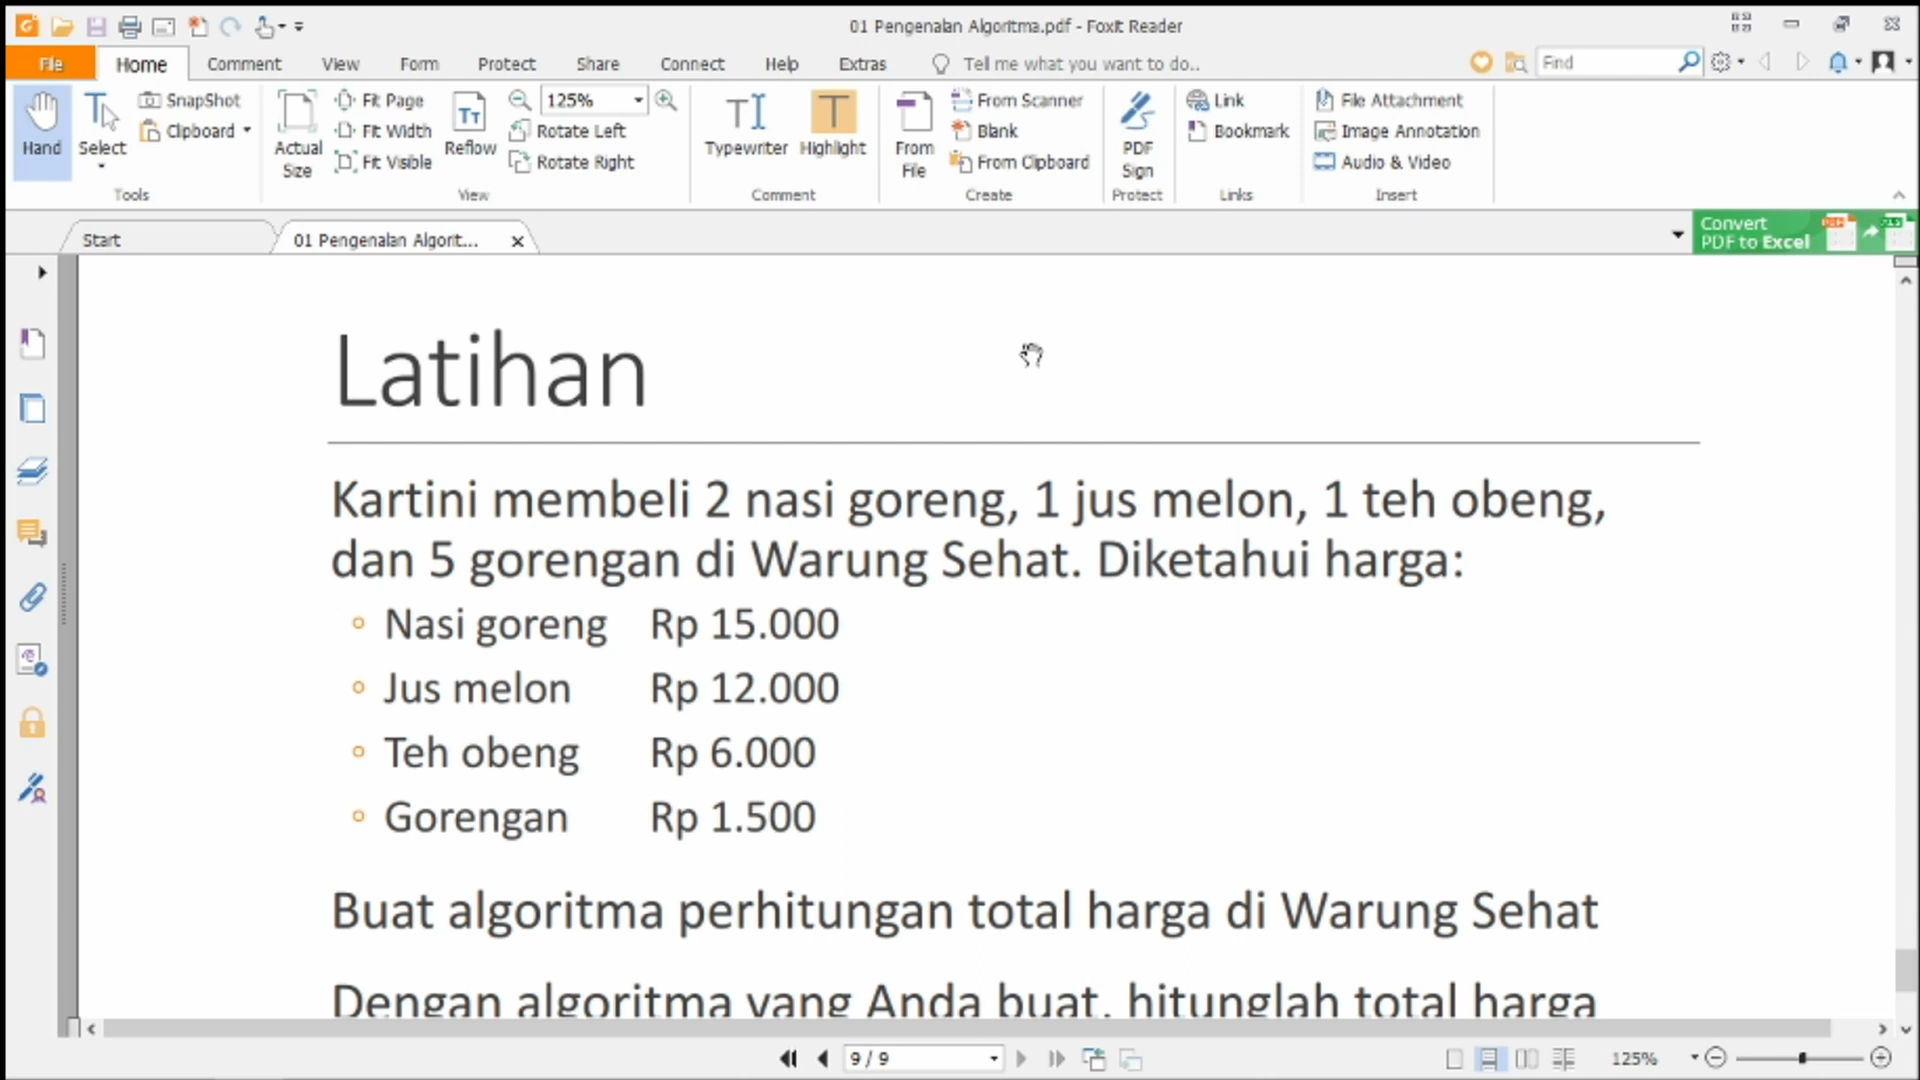 01 Pengenalan Algoritma.pdf - Foxit Reader
File Home Comment View Form Protect Share Connect Help Extras Tell me what you want to do.. Find
Hand
Select
SnapShot
Clipboard
Tools
Actual
Size
Fit Page
Fit Width
Fit Visible
Reflow
125%
Rotate Left
Rotate Right
View
Typewriter
Highlight
Comment
From
File
From Scanner
Blank
From Clipboard
Create
PDF
Sign
Protect
Link
Bookmark
Links
File Attachment
Image Annotation
Audio & Video
Insert
Start
01 Pengenalan Algorit...
Convert
PDF to Excel
Latihan
Kartini membeli 2 nasi goreng, 1 jus melon, 1 teh obeng,
dan 5 gorengan di Warung Sehat. Diketahui harga:
Nasi goreng Rp 15.000
Jus melon Rp 12.000
Teh obeng Rp 6.000
Gorengan Rp 1.500
Buat algoritma perhitungan total harga di Warung Sehat
Dengan algoritma yang Anda buat, hitunglah total harga
9 / 9
125%